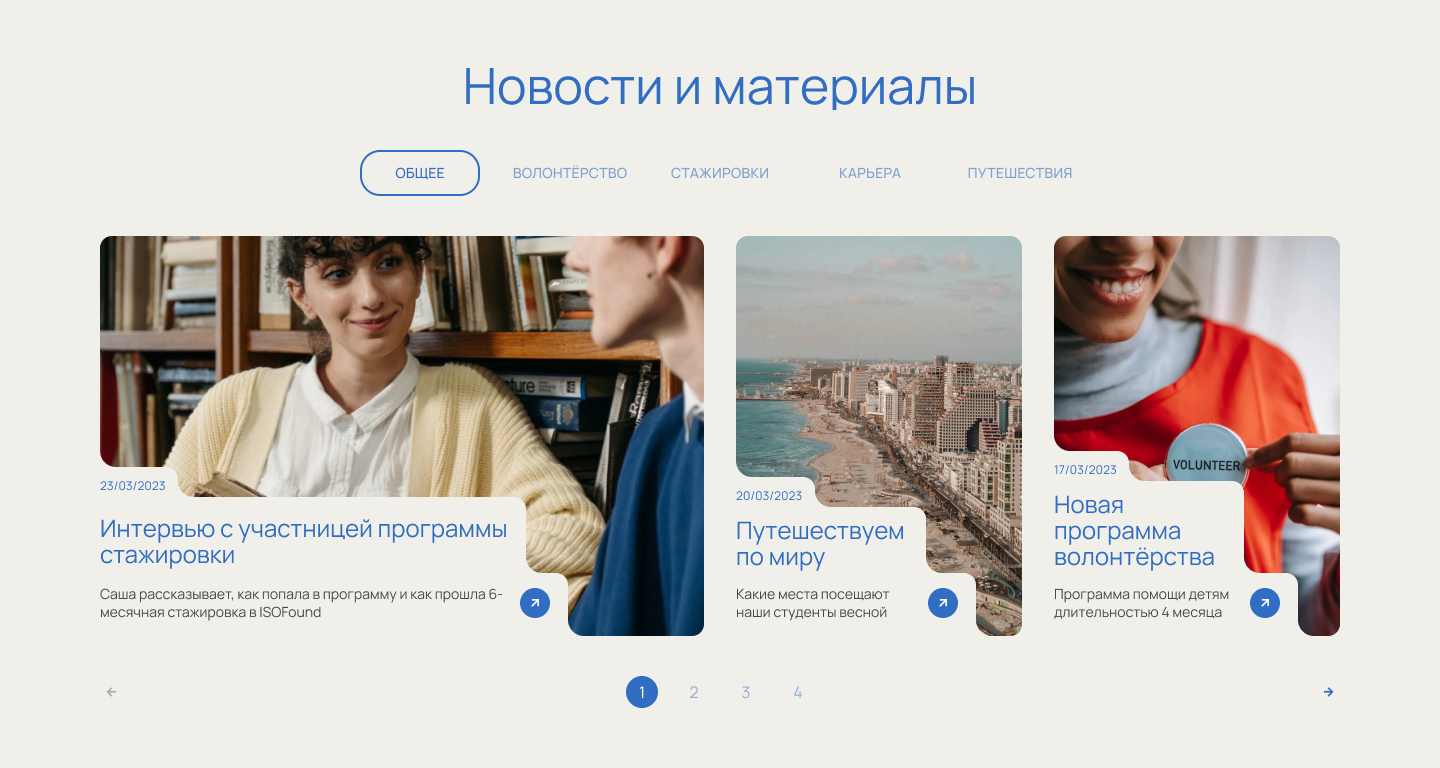 Новости и материалы
ОБЩЕЕ
ВОЛОНТЁРСТВО
СТАЖИРОВКИ
КАРЬЕРА
ПУТЕШЕСТВИЯ
23/03/2023
Интервью с участницей программы
стажировки
Саша рассказывает, как попала в программу и как прошла 6-
месячная стажировка в ISOFound
20/03/2023
Путешествуем
по миру
Какие места посещают
наши студенты весной
VOLUNTEER
17/03/2023
Новая
программа
волонтёрства
Программа помощи детям
длительностью 4 месяца
1 2 3 4